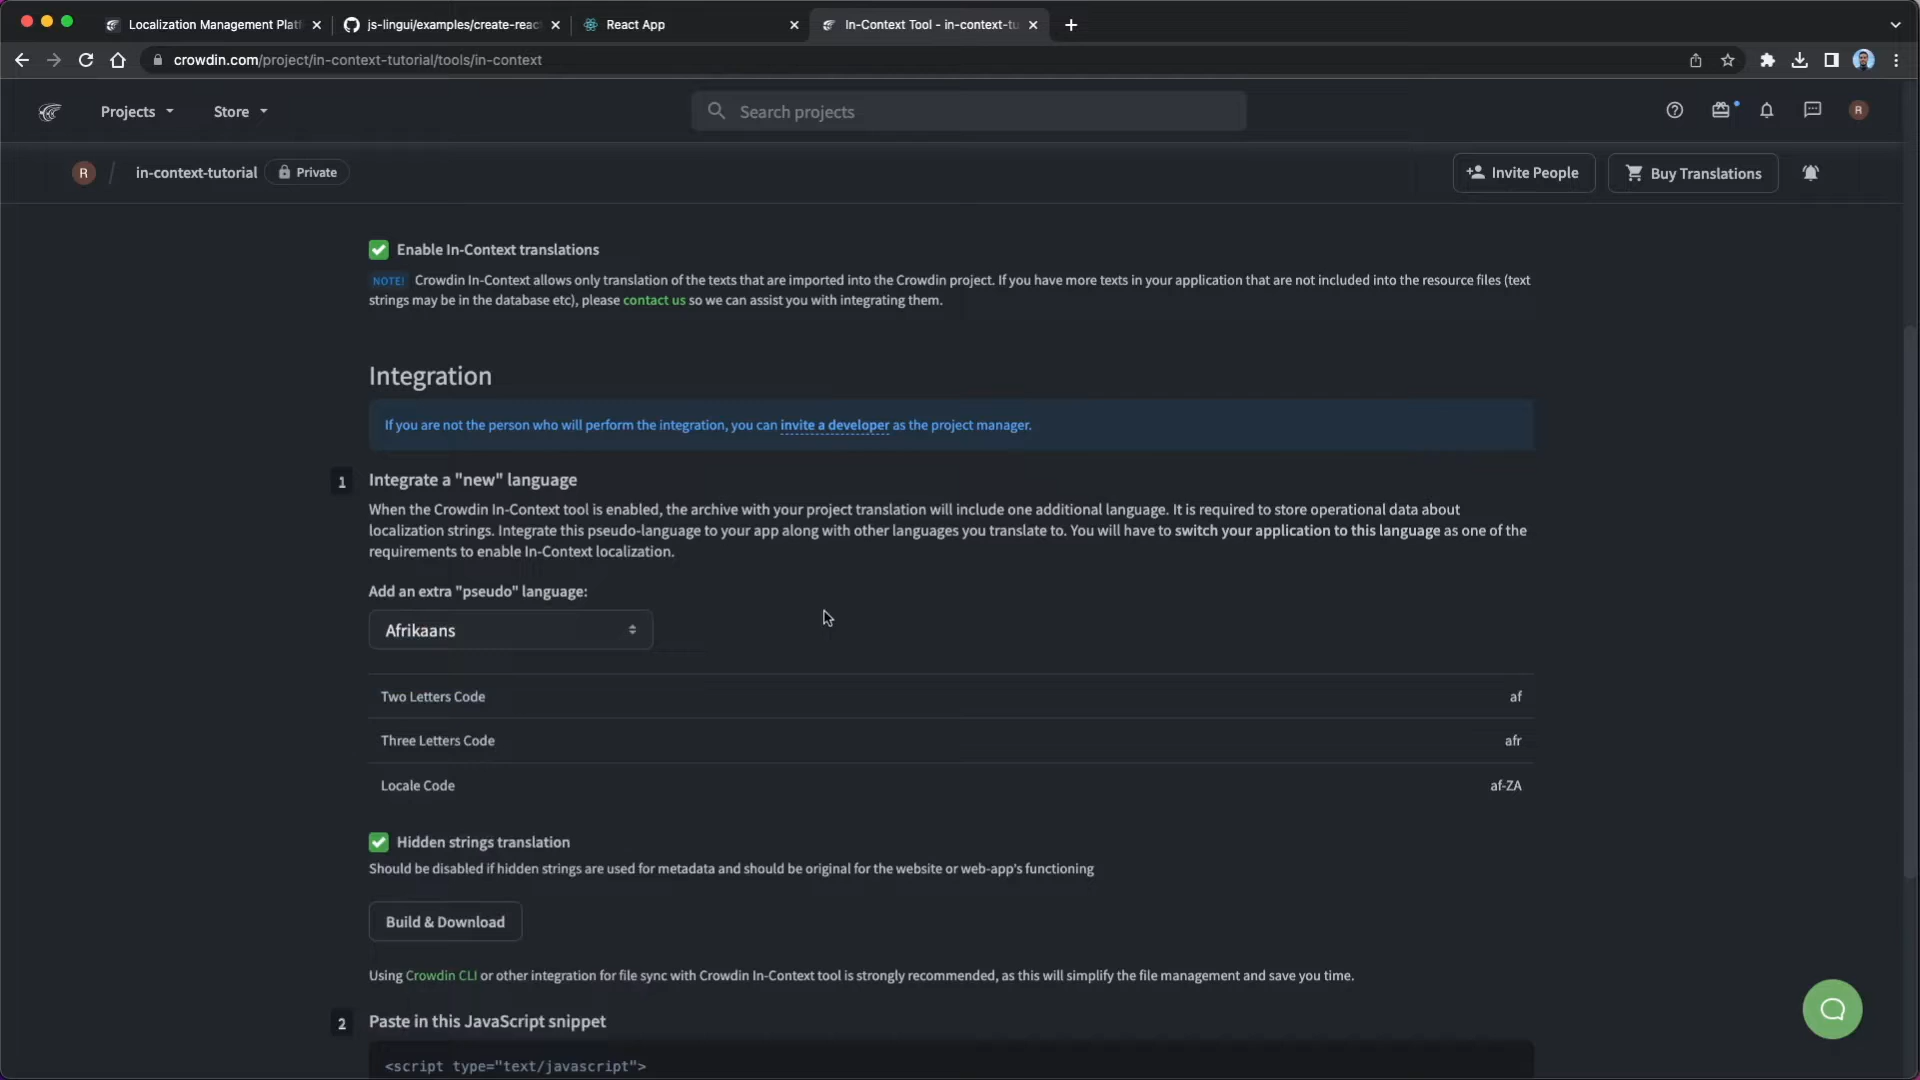 Localization Management Platf
js-lingui/examples/create-reac
React App
In-Context Tool - in-context-tu
crowdin.com/project/in-context-tutorial/tools/in-context
Projects
Store
Search projects
R
R
/
in-context-tutorial
Private
Invite People
Buy Translations
Enable In-Context translations
NOTE! Crowdin In-Context allows only translation of the texts that are imported into the Crowdin project. If you have more texts in your application that are not included into the resource files (text
strings may be in the database etc), please contact us so we can assist you with integrating them.
Integration
If you are not the person who will perform the integration, you can invite a developer as the project manager.
1 Integrate a "new" language
When the Crowdin In-Context tool is enabled, the archive with your project translation will include one additional language. It is required to store operational data about
localization strings. Integrate this pseudo-language to your app along with other languages you translate to. You will have to switch your application to this language as one of the
requirements to enable In-Context localization.
Add an extra "pseudo" language:
Afrikaans
Two Letters Code af
Three Letters Code afr
Locale Code af-ZA
Hidden strings translation
Should be disabled if hidden strings are used for metadata and should be original for the website or web-app's functioning
Build & Download
Using Crowdin CLI or other integration for file sync with Crowdin In-Context tool is strongly recommended, as this will simplify the file management and save you time.
2 Paste in this JavaScript snippet
<script type="text/javascript">